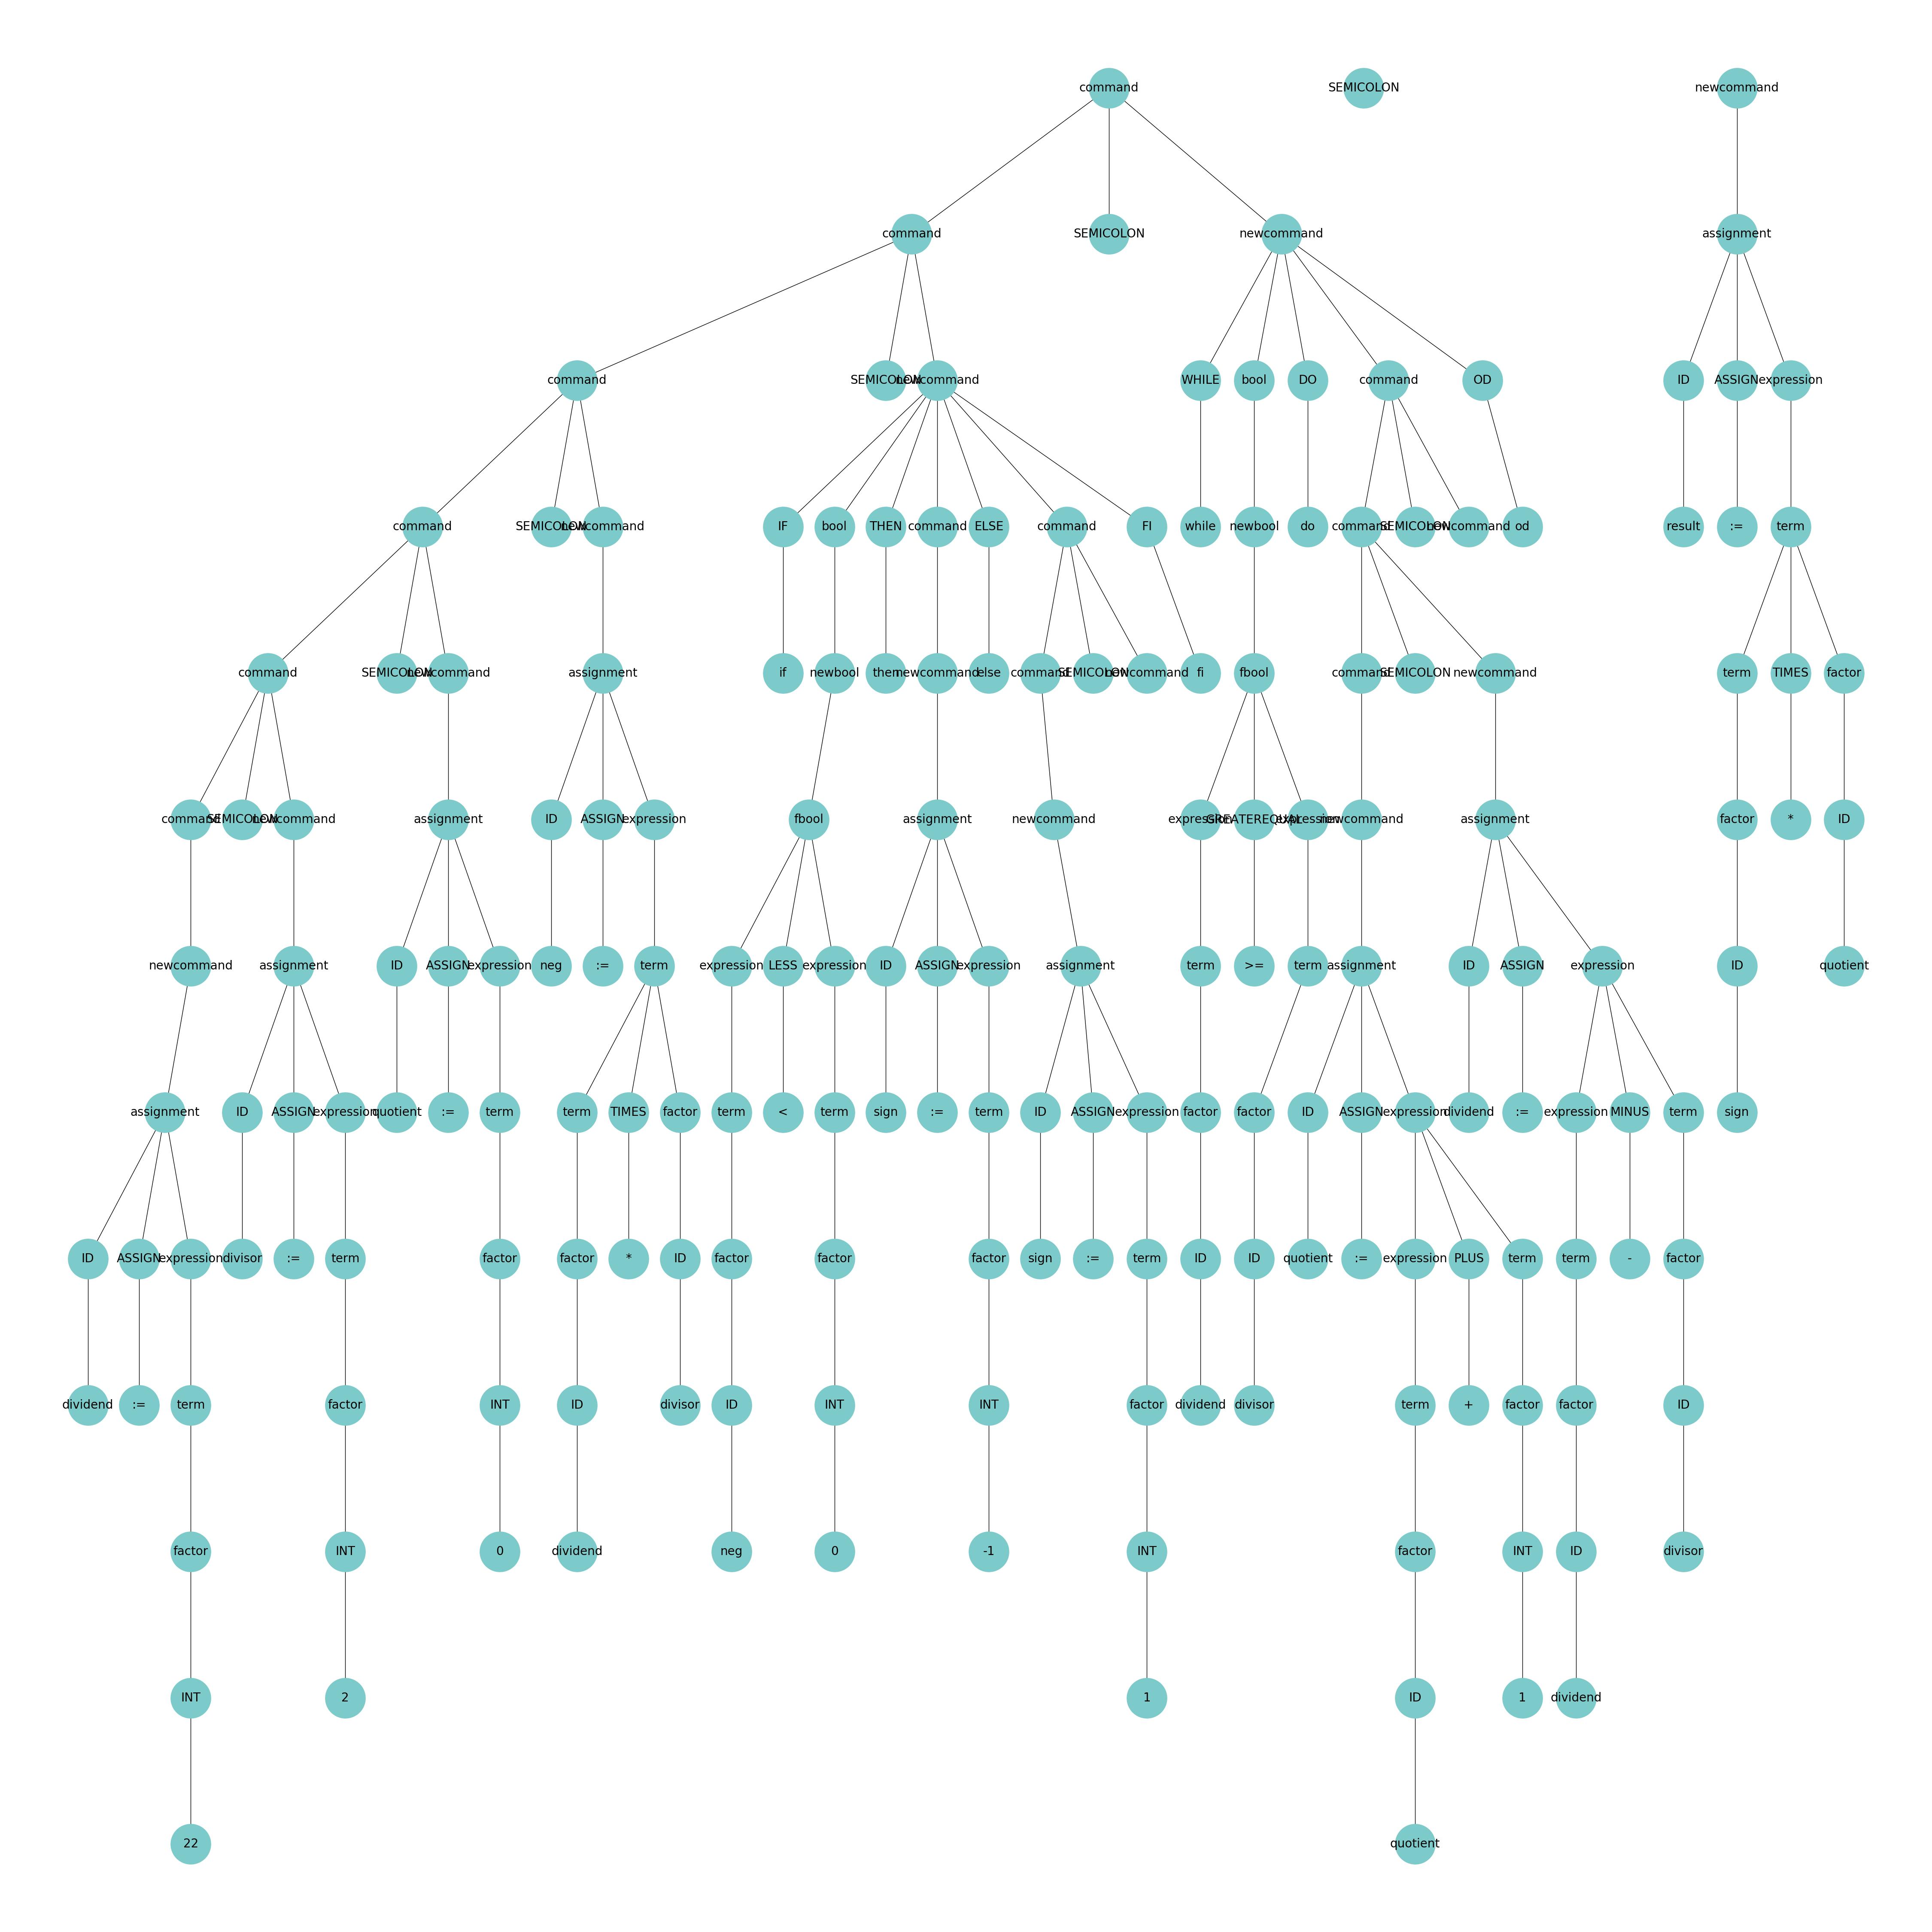 command SEMICOLON newcommand
command SEMICOLON newcommand assignment
command SEMICOLON newcommand WHILE bool DO command OD ID ASSIGN expression
command SEMICOLON newcommand IF bool THEN command ELSE command FI while newbool do command SEMICOLON newcommand od result := term
command SEMICOLON newcommand assignment if newbool then newcommand else command SEMICOLON newcommand fi fbool command SEMICOLON newcommand term TIMES factor
command SEMICOLON newcommand assignment ID ASSIGN expression fbool assignment newcommand expression GREATEREQUAL expression newcommand assignment factor * ID
newcommand assignment ID ASSIGN expression neg := term expression LESS expression ID ASSIGN expression assignment term >= term assignment ID ASSIGN expression ID quotient
assignment ID ASSIGN expression quotient := term term TIMES factor term < term sign := term ID ASSIGN expression factor factor ID ASSIGN expression dividend := expression MINUS term sign
ID ASSIGN expression divisor := term factor factor * ID factor factor factor sign := term ID ID quotient := expression PLUS term term - factor
dividend := term factor INT ID divisor ID INT INT factor dividend divisor term + factor factor ID
factor INT 0 dividend neg 0 -1 INT factor INT ID divisor
INT 2 1 ID 1 dividend
22 quotient